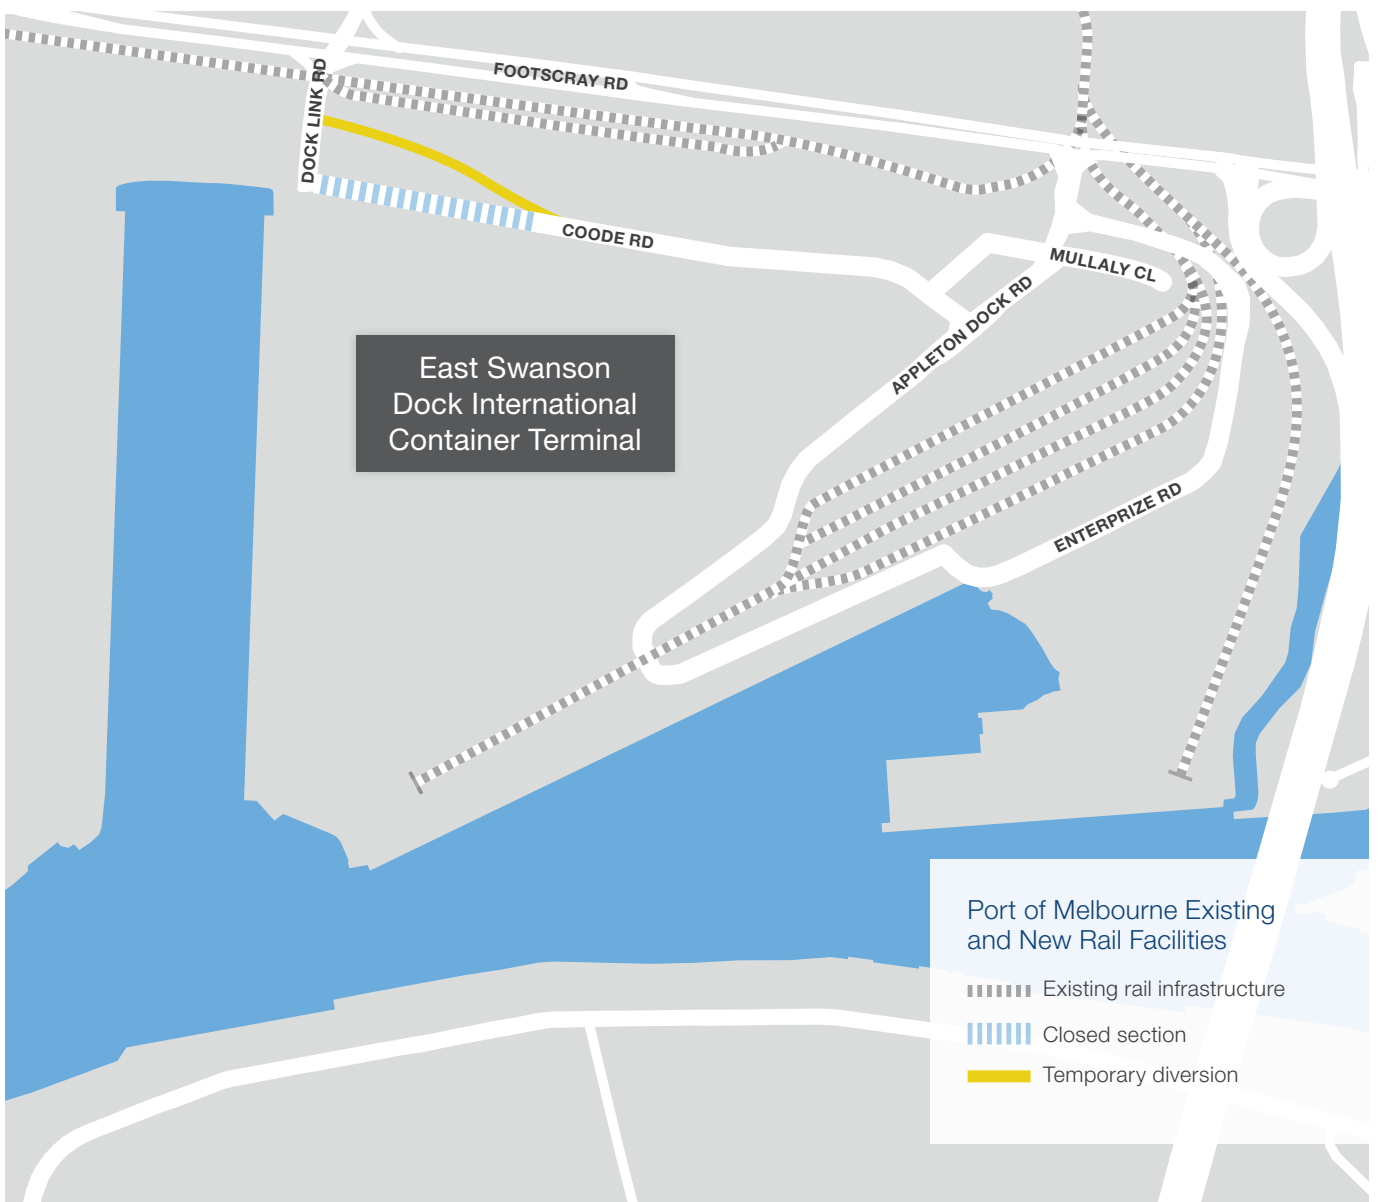 FOOTSCRAY RD
DOCK LINK RD
COODE RD
MULLALY CL
APPLETON DOCK RD
East Swanson
Dock International
Container Terminal
ENTERPRIZE RD
Port of Melbourne Existing
and New Rail Facilities
Existing rail infrastructure
Closed section
Temporary diversion